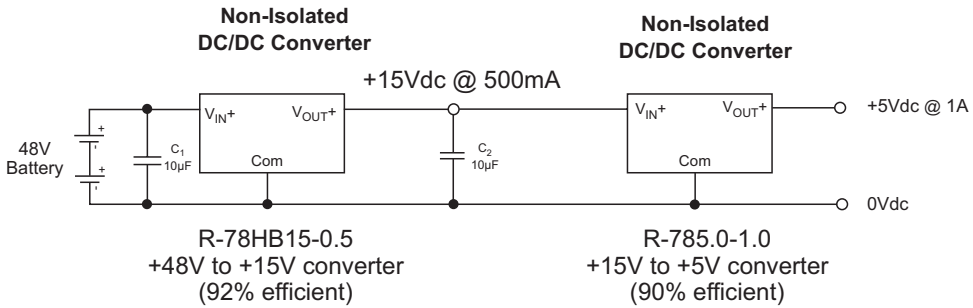 Non-Isolated
DC/DC Converter
Non-Isolated
DC/DC Converter
+15Vdc @ 500mA
VIN+
VOUT+
Com
VIN+
VOUT+
Com
+5Vdc @ 1A
48V
Battery
+
-
+
-
C1
10µF
C2
10µF
0Vdc
R-78HB15-0.5
+48V to +15V converter
(92% efficient)
R-785.0-1.0
+15V to +5V converter
(90% efficient)